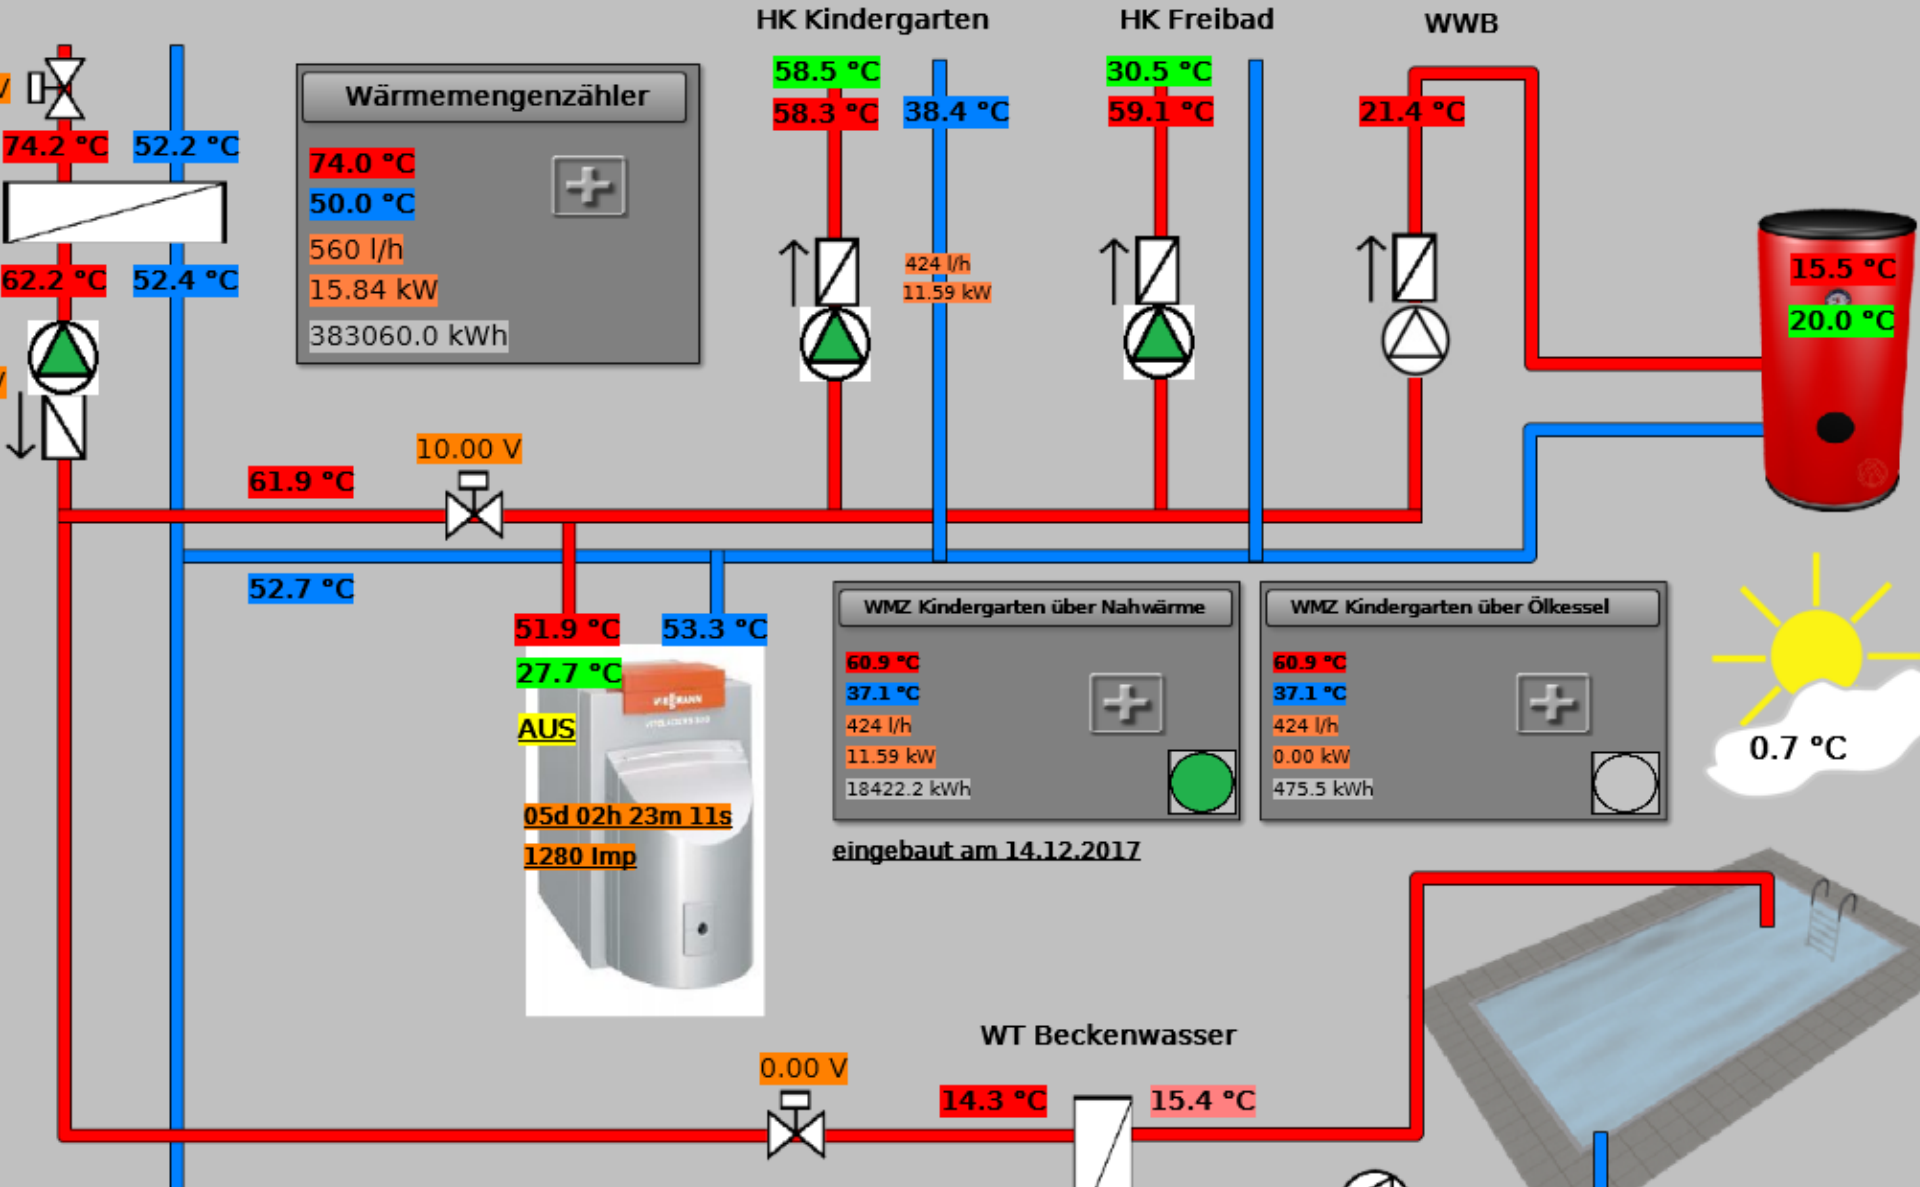 HK Kindergarten
HK Freibad
WWB
58.5 °C
30.5 °C
58.3 °C
38.4 °C
59.1 °C
21.4 °C
V
74.2 °C
52.2 °C
Wärmemengenzähler
74.0 °C
50.0 °C
560 l/h
15.84 kW
383060.0 kWh
62.2 °C
52.4 °C
424 l/h
11.59 kW
15.5 °C
20.0 °C
10.00 V
61.9 °C
52.7 °C
51.9 °C
53.3 °C
27.7 °C
VIESMANN
AUS
05d 02h 23m 11s
1280 Imp
WMZ Kindergarten über Nahwärme
60.9 °C
37.1 °C
424 l/h
11.59 kW
18422.2 kWh
WMZ Kindergarten über Ölkessel
60.9 °C
37.1 °C
424 l/h
0.00 kW
475.5 kWh
eingebaut am 14.12.2017
0.7 °C
WT Beckenwasser
0.00 V
14.3 °C
15.4 °C